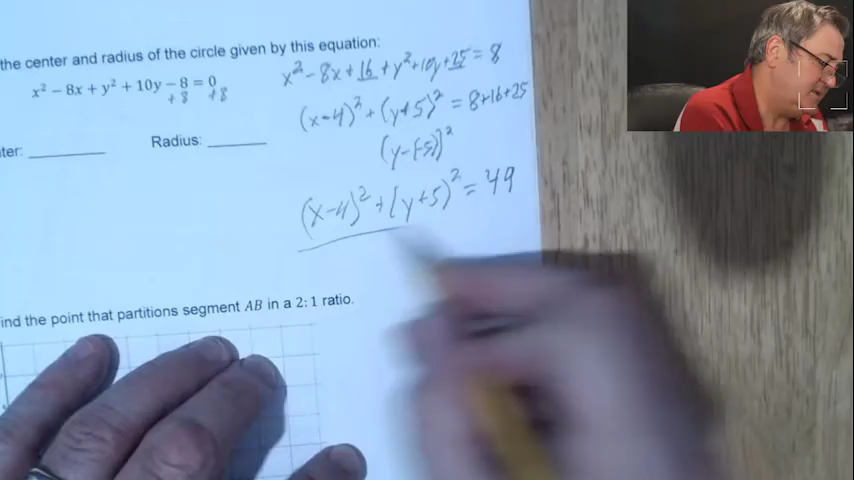 the center and radius of the circle given by this equation:
x² − 8x + y² + 10y − 8 = 0
+8 +8
ter: ________ Radius: ________
x² − 8x + 16 + y² + 10y + 25 = 8
(x − 4)² + (y + 5)² = 8 + 16 + 25
(y − (−5))²
(x − 4)² + (y + 5)² = 49
ind the point that partitions segment AB in a 2: 1 ratio.